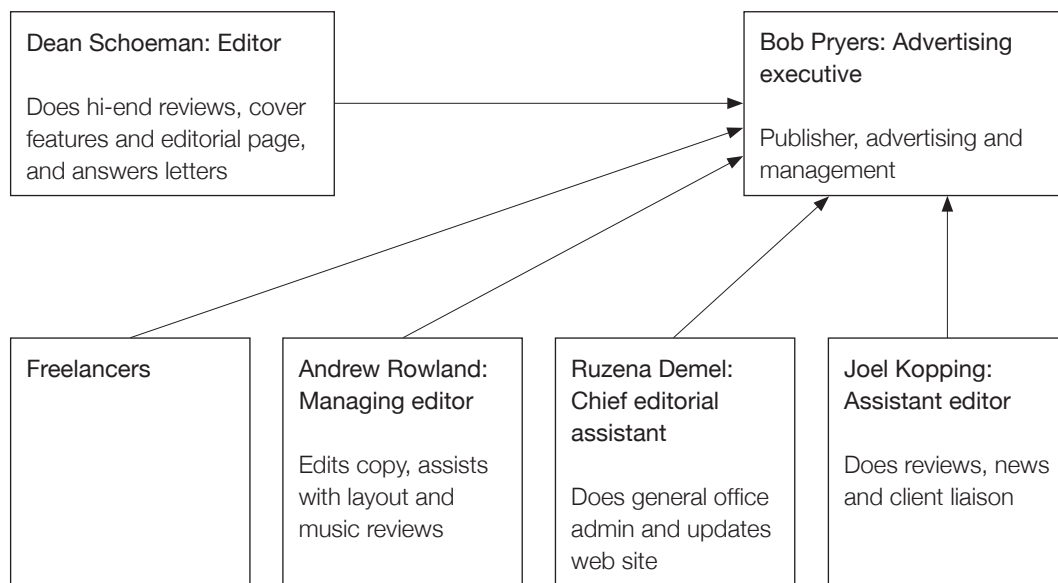 Dean Schoeman: Editor
Does hi-end reviews, cover
features and editorial page,
and answers letters
Bob Pryers: Advertising
executive
Publisher, advertising and
management
Freelancers
Andrew Rowland:
Managing editor
Edits copy, assists
with layout and
music reviews
Ruzena Demel:
Chief editorial
assistant
Does general office
admin and updates
web site
Joel Kopping:
Assistant editor
Does reviews, news
and client liaison